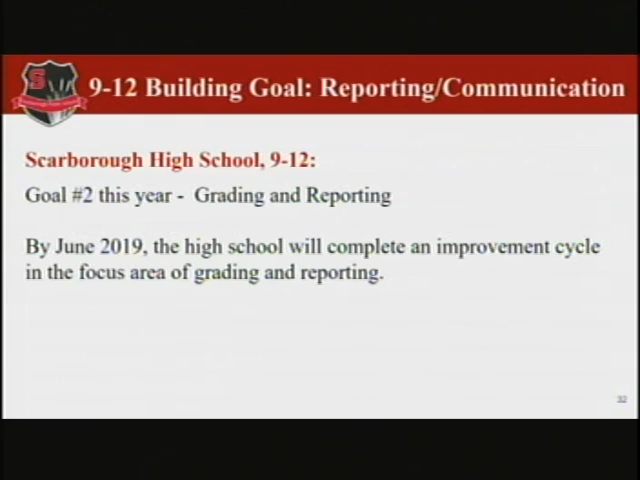 S
9-12 Building Goal: Reporting/Communication
Scarborough High School, 9-12:
Goal #2 this year - Grading and Reporting
By June 2019, the high school will complete an improvement cycle
in the focus area of grading and reporting.
32